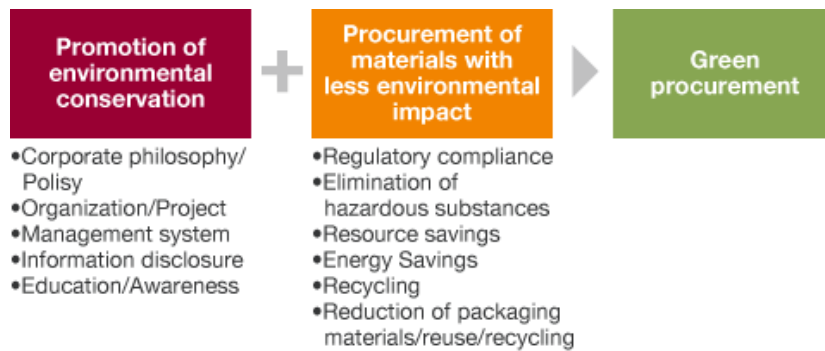 Promotion of
environmental
conservation
Procurement of
materials with
less environmental
impact
Green
procurement
•Corporate philosophy/
Polisy
•Organization/Project
•Management system
•Information disclosure
•Education/Awareness
•Regulatory compliance
•Elimination of
hazardous substances
•Resource savings
•Energy Savings
•Recycling
•Reduction of packaging
materials/reuse/recycling